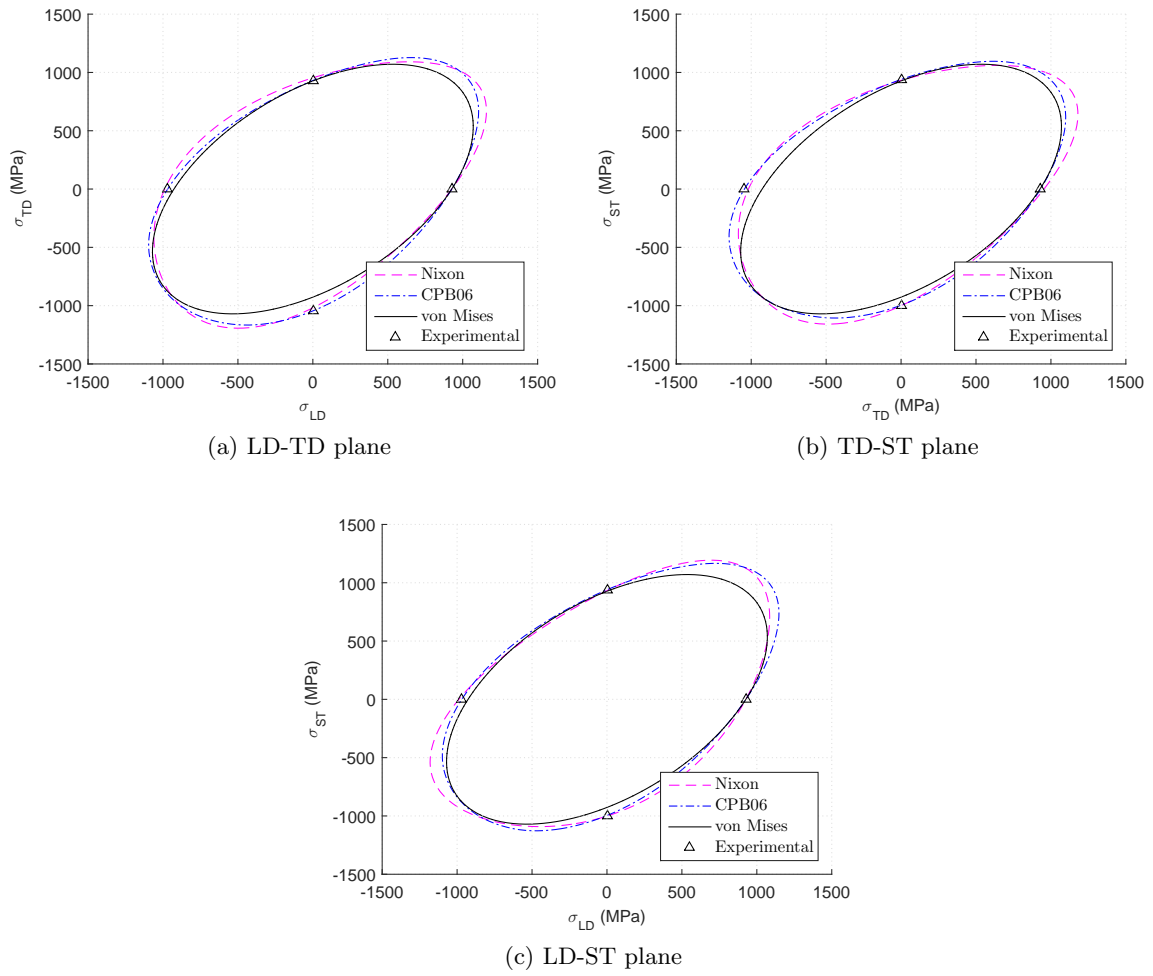 1500
1000
500
0
-500
-1000
-1500
-1500 -1000 -500 0 500 1000 1500
σTD (MPa)
σLD
Nixon
CPB06
von Mises
Experimental
(a) LD-TD plane
1500
1000
500
0
-500
-1000
-1500
-1500 -1000 -500 0 500 1000 1500
σST (MPa)
σTD (MPa)
Nixon
CPB06
von Mises
Experimental
(b) TD-ST plane
1500
1000
500
0
-500
-1000
-1500
-1500 -1000 -500 0 500 1000 1500
σST (MPa)
σLD (MPa)
Nixon
CPB06
von Mises
Experimental
(c) LD-ST plane